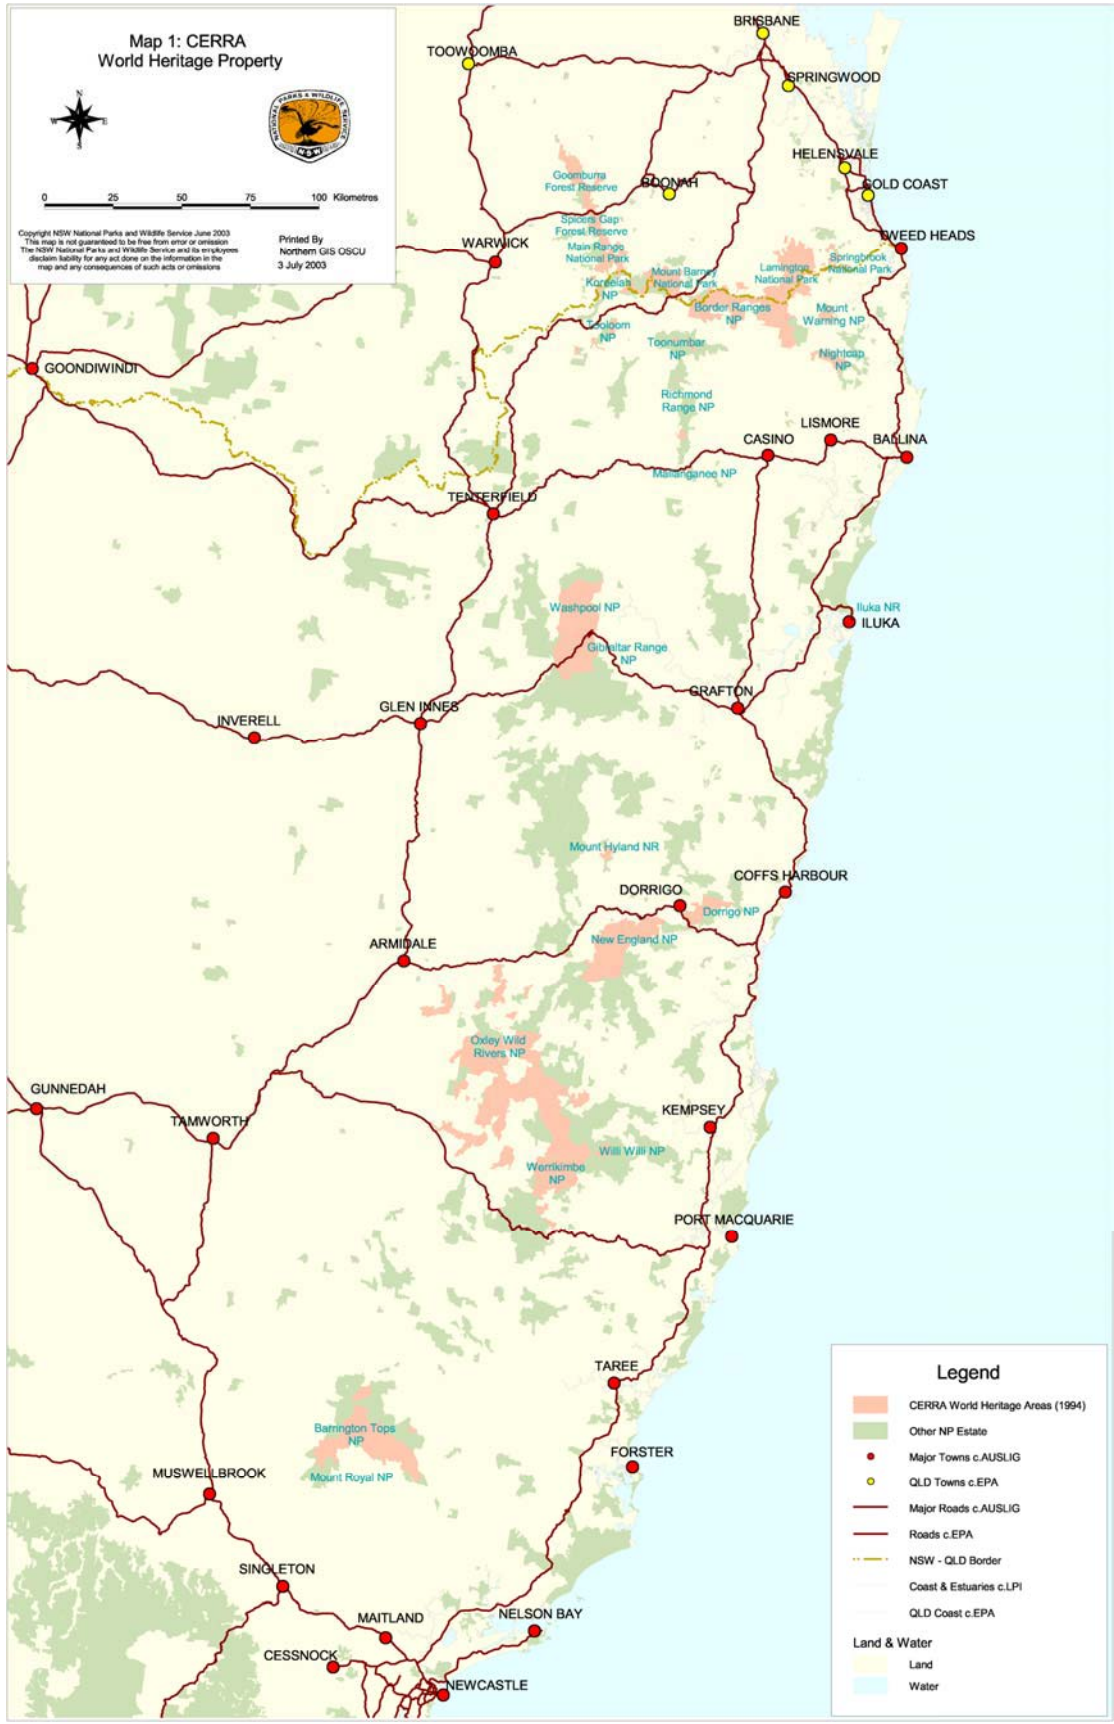 Map 1: CERRA
World Heritage Property
N
W E
S
NATIONAL PARKS & WILDLIFE SERVICE
NSW
0 25 50 75 100 Kilometres
Copyright NSW National Parks and Wildlife Service June 2003
This map is not guaranteed to be free from error or omission
The NSW National Parks and Wildlife Service and its employees
disclaim liability for any act done on the information in the
map and any consequences of such acts or omissions
Printed By
Northern GIS OSCU
3 July 2003
BRISBANE
TOOWOOMBA
SPRINGWOOD
HELENSVALE
Goomburra
Forest Reserve
BOONAH
GOLD COAST
Spicers Gap
Forest Reserve
TWEED HEADS
WARWICK
Main Range
National Park
Springbrook
National Park
Mount Barney
National Park
Lamington
National Park
Koreelah
NP
Border Ranges
NP
Mount
Warning NP
Tooloom
NP
Toonumbar
NP
Nightcap
NP
GOONDIWINDI
Richmond
Range NP
LISMORE
CASINO
BALLINA
Mallanganee NP
TENTERFIELD
Washpool NP
Iluka NR
ILUKA
Gibraltar Range
NP
GRAFTON
GLEN INNES
INVERELL
Mount Hyland NR
COFFS HARBOUR
DORRIGO
Dorrigo NP
New England NP
ARMIDALE
Oxley Wild
Rivers NP
GUNNEDAH
TAMWORTH
KEMPSEY
Willi Willi NP
Werrikimbe
NP
PORT MACQUARIE
TAREE
Barrington Tops
NP
FORSTER
MUSWELLBROOK
Mount Royal NP
SINGLETON
NELSON BAY
MAITLAND
CESSNOCK
NEWCASTLE
Legend
CERRA World Heritage Areas (1994)
Other NP Estate
Major Towns c.AUSLIG
QLD Towns c.EPA
Major Roads c.AUSLIG
Roads c.EPA
NSW - QLD Border
Coast & Estuaries c.LPI
QLD Coast c.EPA
Land & Water
Land
Water